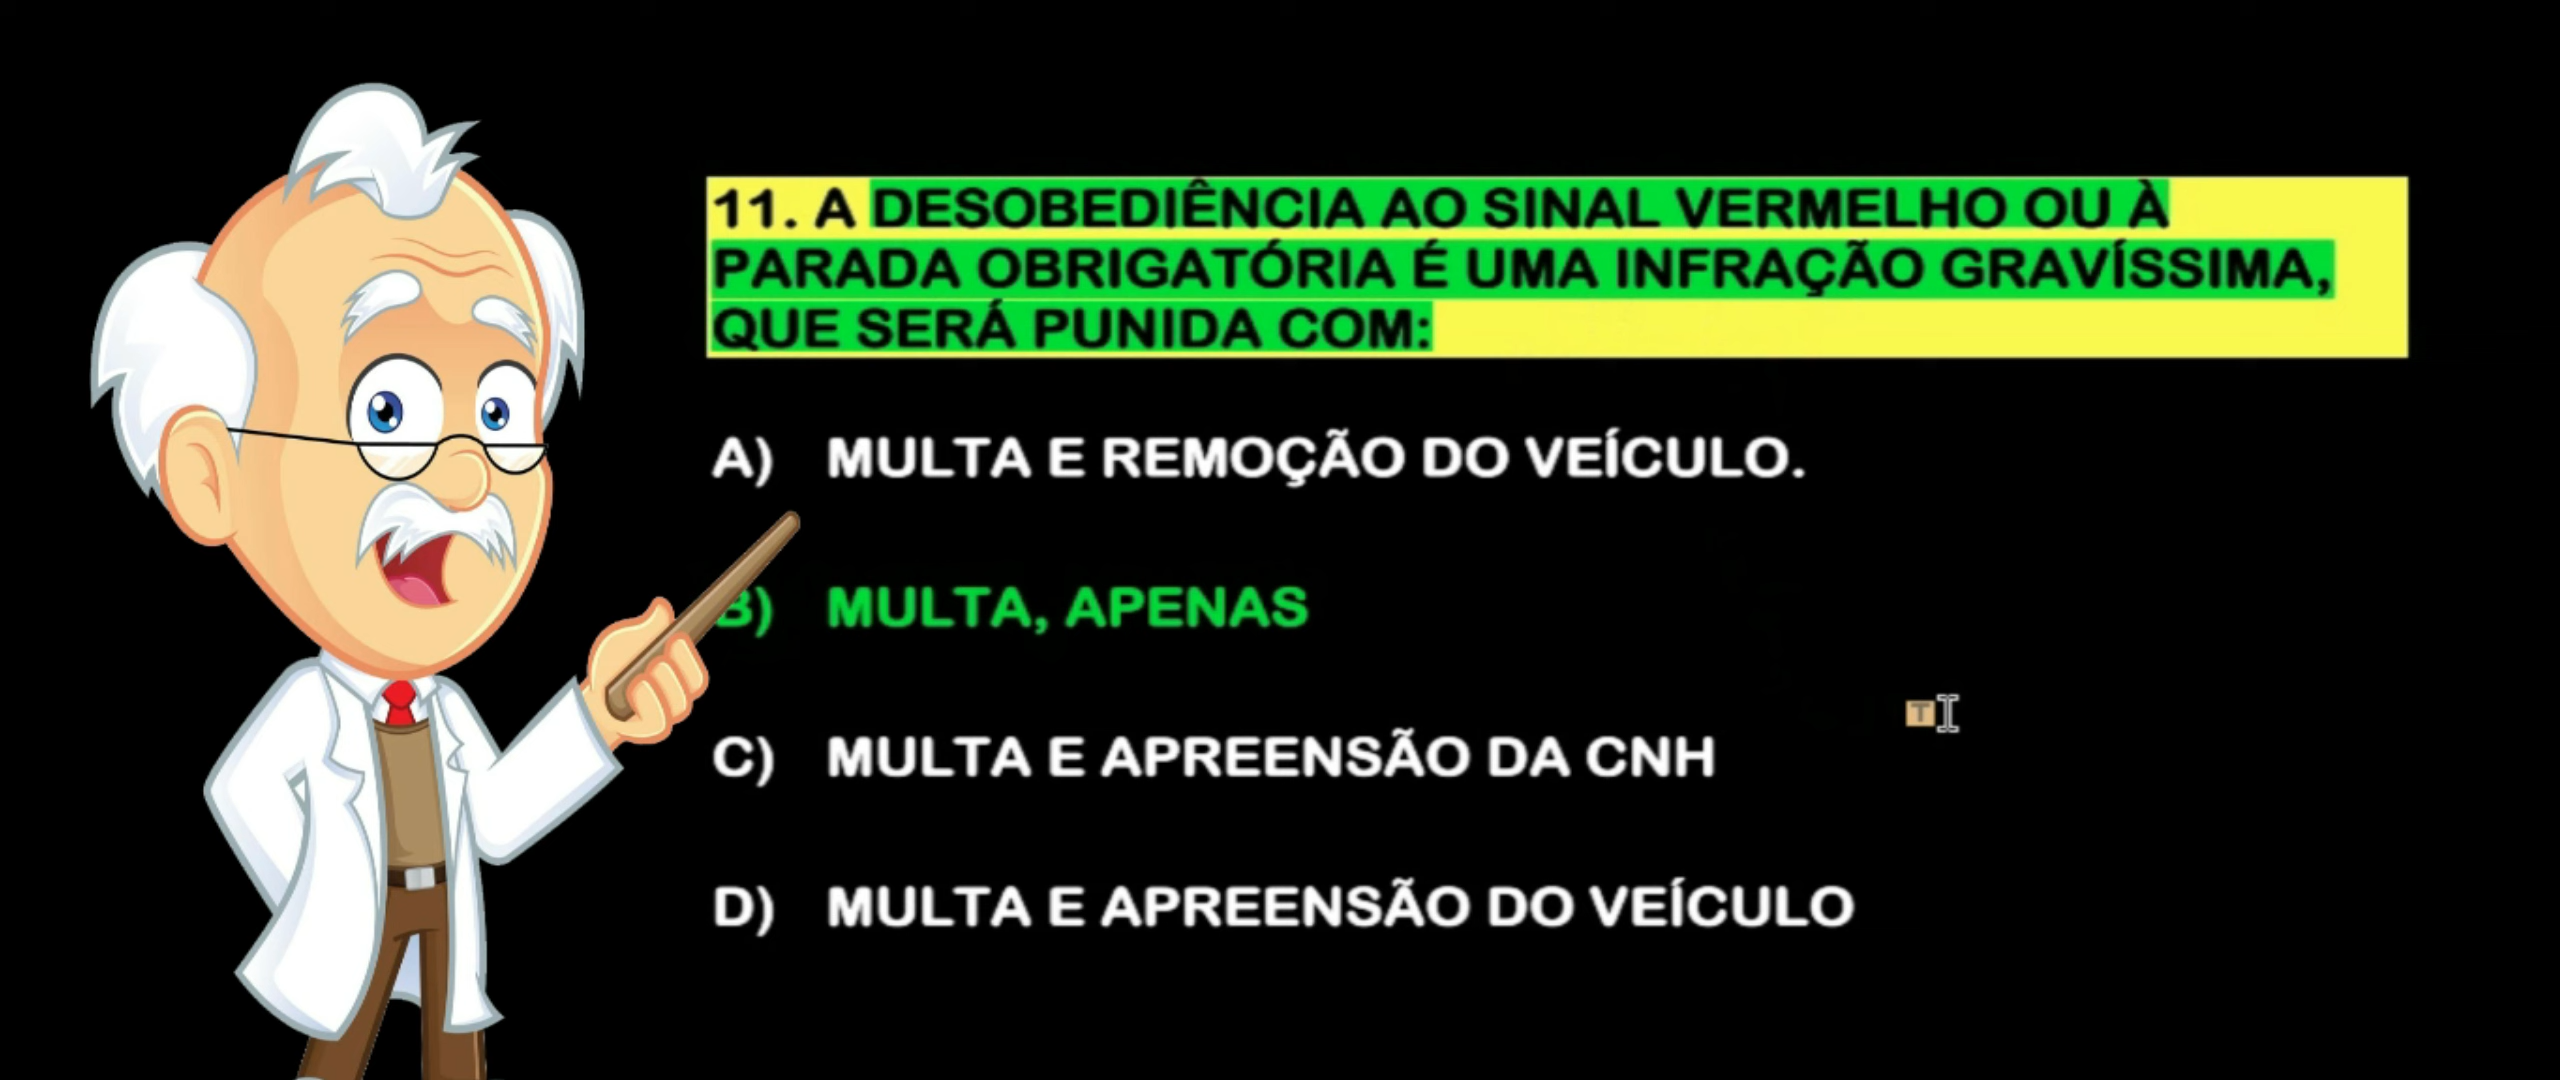 11. A DESOBEDIÊNCIA AO SINAL VERMELHO OU À
PARADA OBRIGATÓRIA É UMA INFRAÇÃO GRAVÍSSIMA,
QUE SERÁ PUNIDA COM:
A) MULTA E REMOÇÃO DO VEÍCULO.
B) MULTA, APENAS
C) MULTA E APREENSÃO DA CNH
D) MULTA E APREENSÃO DO VEÍCULO